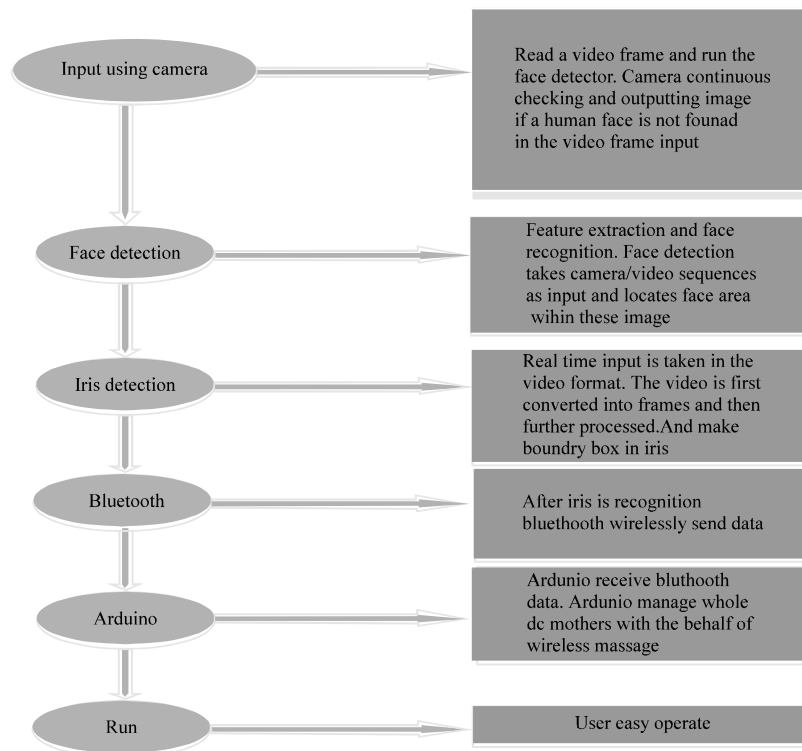 Input using camera
Read a video frame and run the
face detector. Camera continuous
checking and outputting image
if a human face is not founad
in the video frame input
Face detection
Feature extraction and face
recognition. Face detection
takes camera/video sequences
as input and locates face area
wihin these image
Iris detection
Real time input is taken in the
video format. The video is first
converted into frames and then
further processed.And make
boundry box in iris
Bluetooth
After iris is recognition
bluethooth wirelessly send data
Arduino
Ardunio receive bluthooth
data. Ardunio manage whole
dc mothers with the behalf of
wireless massage
Run
User easy operate